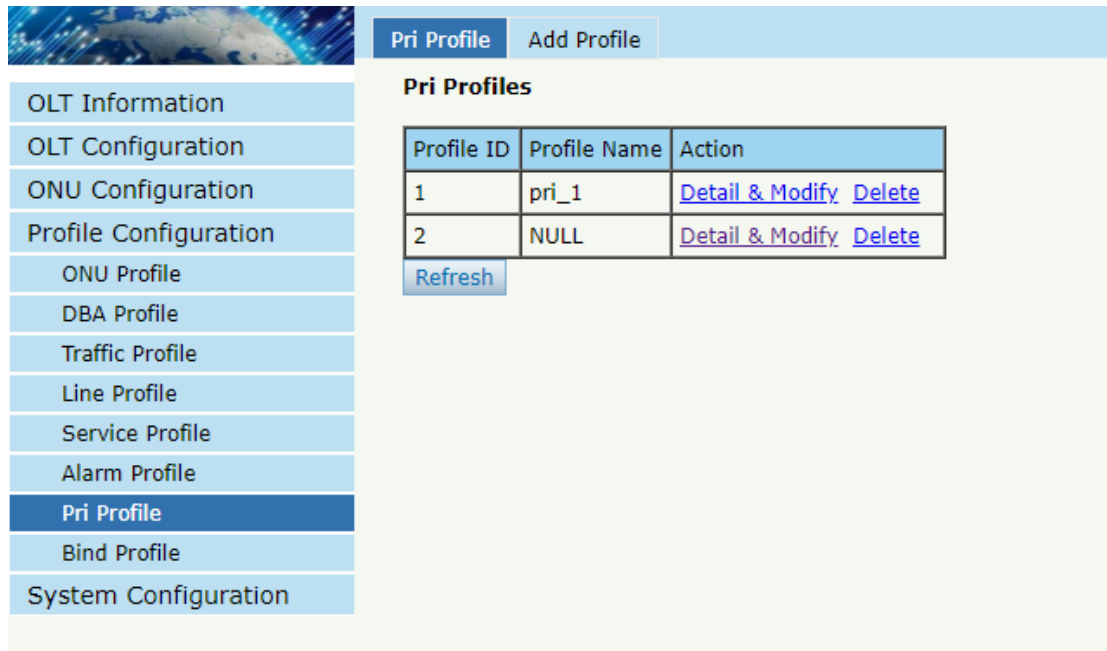 Pri Profile Add Profile
OLT Information
OLT Configuration
ONU Configuration
Profile Configuration
ONU Profile
DBA Profile
Traffic Profile
Line Profile
Service Profile
Alarm Profile
Pri Profile
Bind Profile
System Configuration
Pri Profiles
Profile ID Profile Name Action
1 pri_1 Detail & Modify Delete
2 NULL Detail & Modify Delete
Refresh